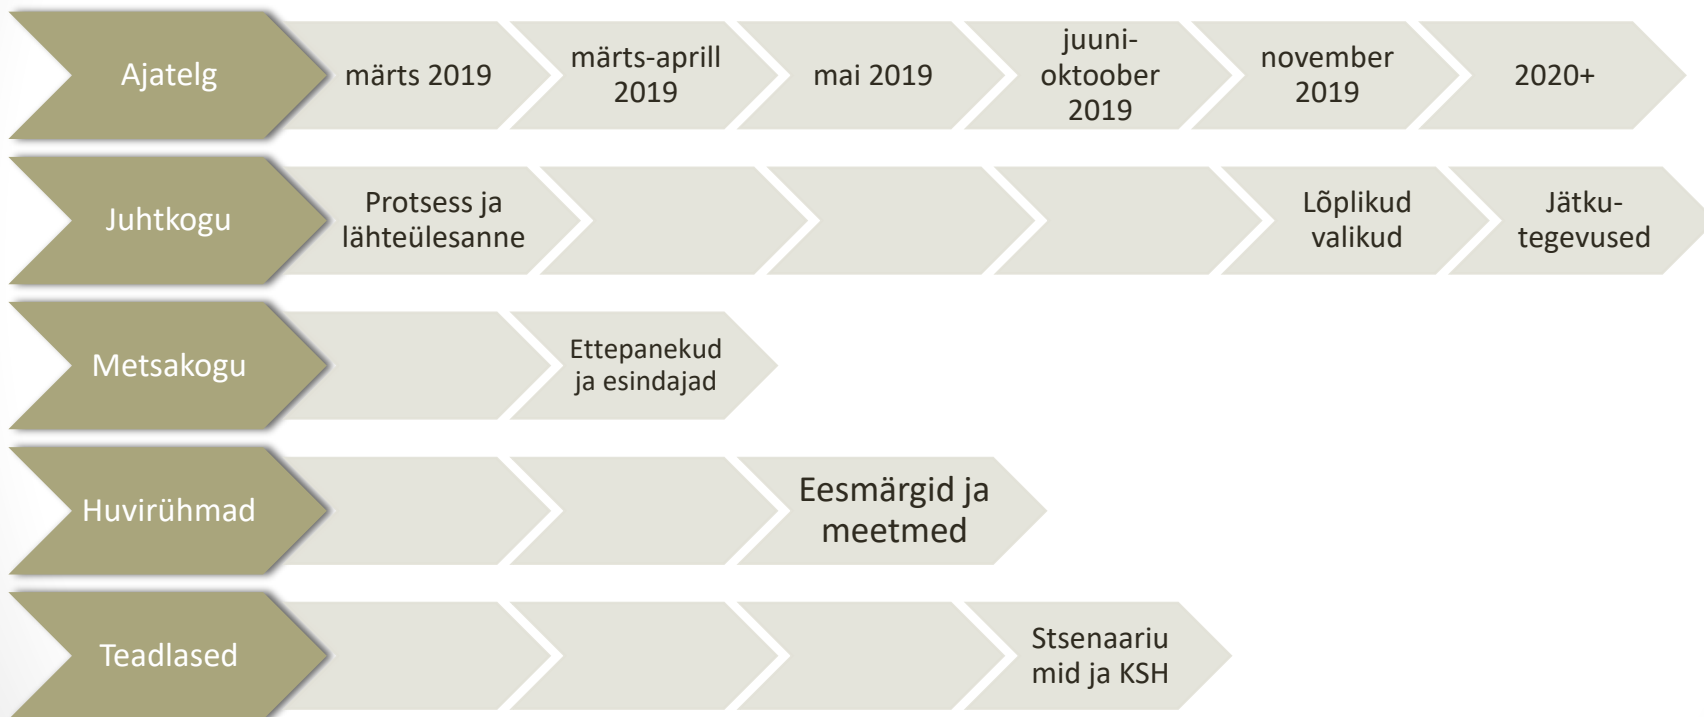 Ajatelg
märts 2019
märts-aprill
2019
mai 2019
juuni-
oktoober
2019
november
2019
2020+
Juhtkogu
Protsess ja
lähteülesanne
Lõplikud
valikud
Jätku-
tegevused
Metsakogu
Ettepanekud
ja esindajad
Huvirühmad
Eesmärgid ja
meetmed
Teadlased
Stsenaariu
mid ja KSH